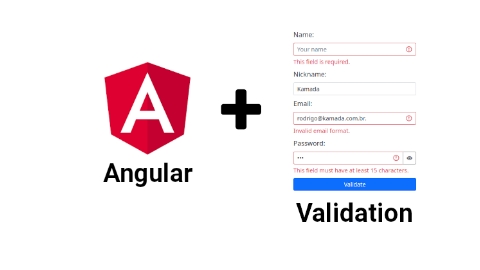 Name:
Your name
This field is required.
Nickname:
Kamada
Email:
rodrigo@kamada.com.br.
Invalid email format.
Password:
•••
This field must have at least 15 characters.
Validate
A
Angular
Validation